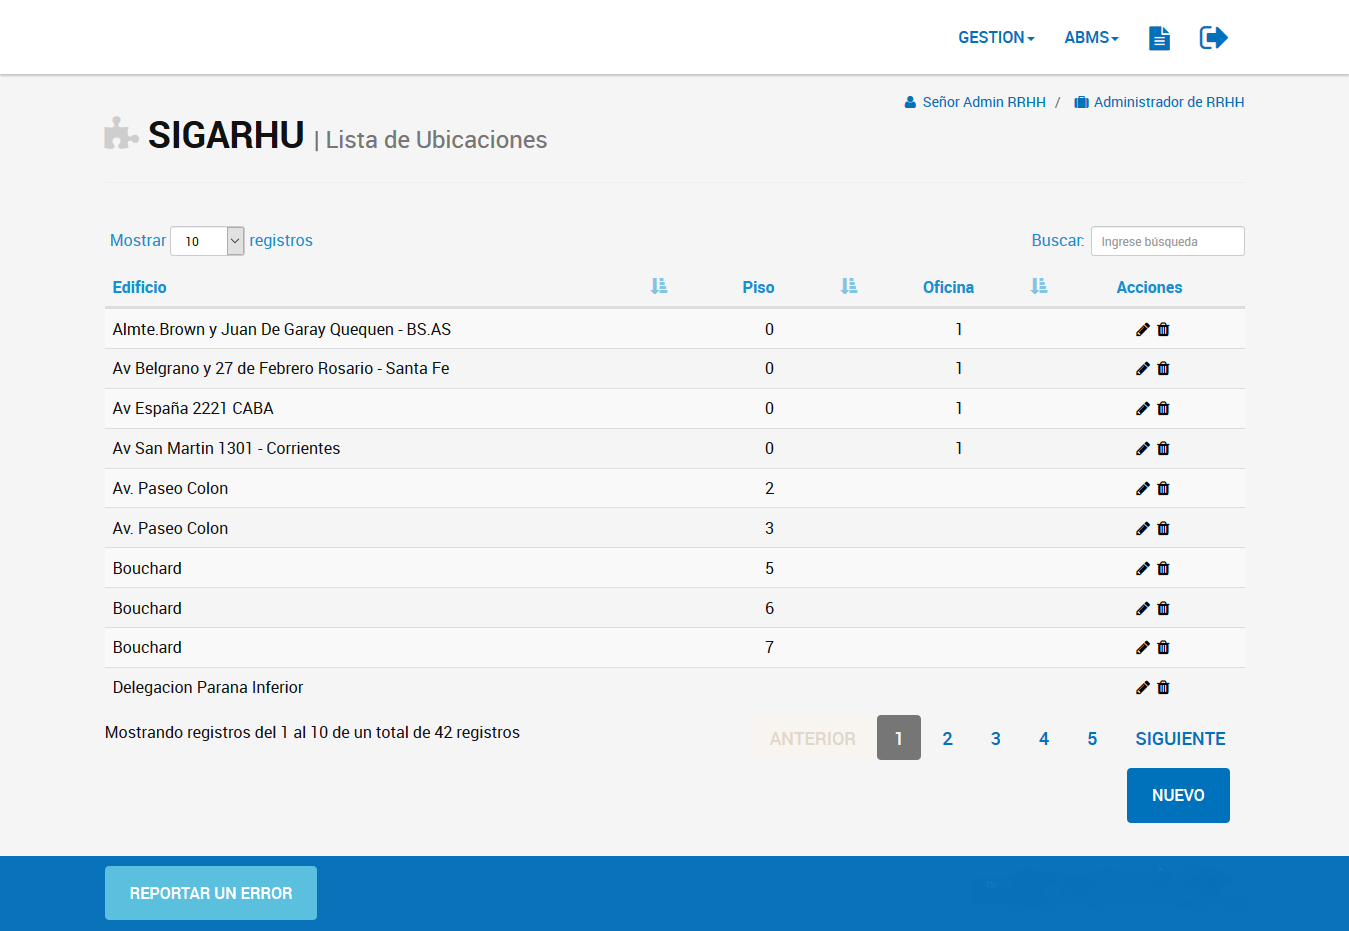 GESTION ABMS
Señor Admin RRHH / Administrador de RRHH
SIGARHU | Lista de Ubicaciones
Mostrar 10 registros Buscar: Ingrese búsqueda
Edificio Piso Oficina Acciones
Almte.Brown y Juan De Garay Quequen - BS.AS 0 1
Av Belgrano y 27 de Febrero Rosario - Santa Fe 0 1
Av España 2221 CABA 0 1
Av San Martin 1301 - Corrientes 0 1
Av. Paseo Colon 2
Av. Paseo Colon 3
Bouchard 5
Bouchard 6
Bouchard 7
Delegacion Parana Inferior
Mostrando registros del 1 al 10 de un total de 42 registros
ANTERIOR 1 2 3 4 5 SIGUIENTE
NUEVO
REPORTAR UN ERROR